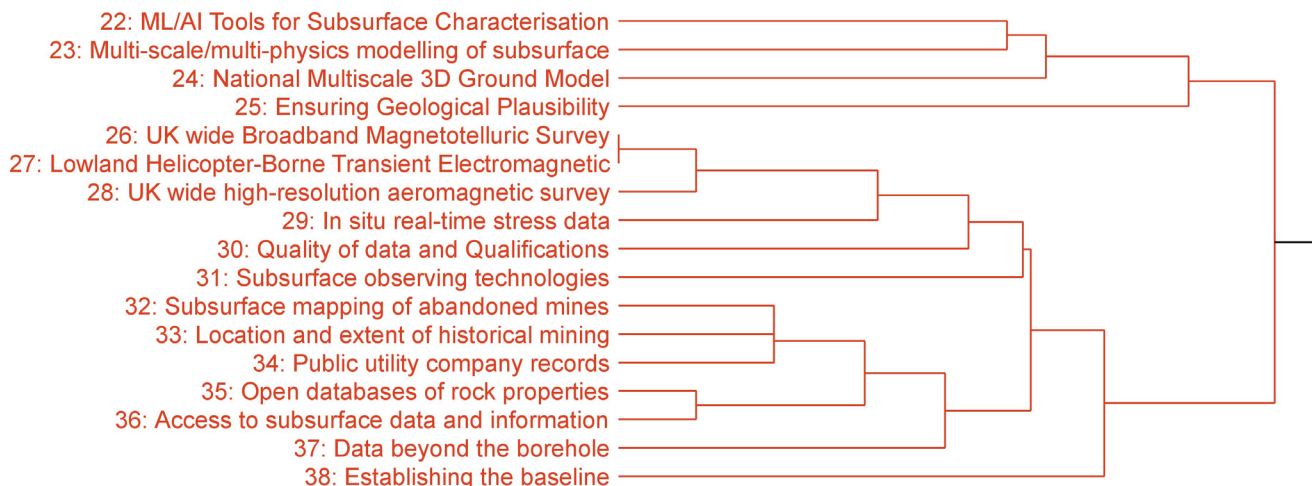 22: ML/AI Tools for Subsurface Characterisation
23: Multi-scale/multi-physics modelling of subsurface
24: National Multiscale 3D Ground Model
25: Ensuring Geological Plausibility
26: UK wide Broadband Magnetotelluric Survey
27: Lowland Helicopter-Borne Transient Electromagnetic
28: UK wide high-resolution aeromagnetic survey
29: In situ real-time stress data
30: Quality of data and Qualifications
31: Subsurface observing technologies
32: Subsurface mapping of abandoned mines
33: Location and extent of historical mining
34: Public utility company records
35: Open databases of rock properties
36: Access to subsurface data and information
37: Data beyond the borehole
38: Establishing the baseline